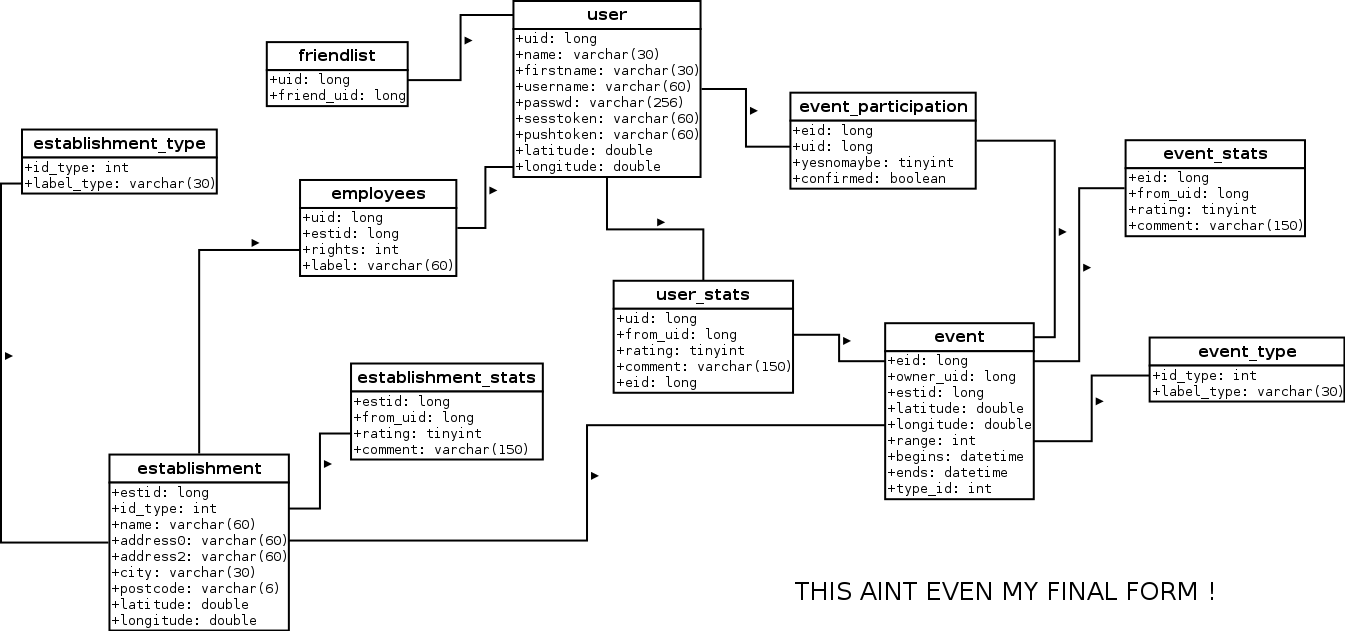 user
+uid: long
+name: varchar(30)
+firstname: varchar(30)
+username: varchar(60)
+passwd: varchar(256)
+sesstoken: varchar(60)
+pushtoken: varchar(60)
+latitude: double
+longitude: double
friendlist
+uid: long
+friend_uid: long
event_participation
+eid: long
+uid: long
+yesnomaybe: tinyint
+confirmed: boolean
establishment_type
+id_type: int
+label_type: varchar(30)
event_stats
+eid: long
+from_uid: long
+rating: tinyint
+comment: varchar(150)
employees
+uid: long
+estid: long
+rights: int
+label: varchar(60)
user_stats
+uid: long
+from_uid: long
+rating: tinyint
+comment: varchar(150)
+eid: long
event
+eid: long
+owner_uid: long
+estid: long
+latitude: double
+longitude: double
+range: int
+begins: datetime
+ends: datetime
+type_id: int
event_type
+id_type: int
+label_type: varchar(30)
establishment_stats
+estid: long
+from_uid: long
+rating: tinyint
+comment: varchar(150)
establishment
+estid: long
+id_type: int
+name: varchar(60)
+address0: varchar(60)
+address2: varchar(60)
+city: varchar(30)
+postcode: varchar(6)
+latitude: double
+longitude: double
THIS AINT EVEN MY FINAL FORM !